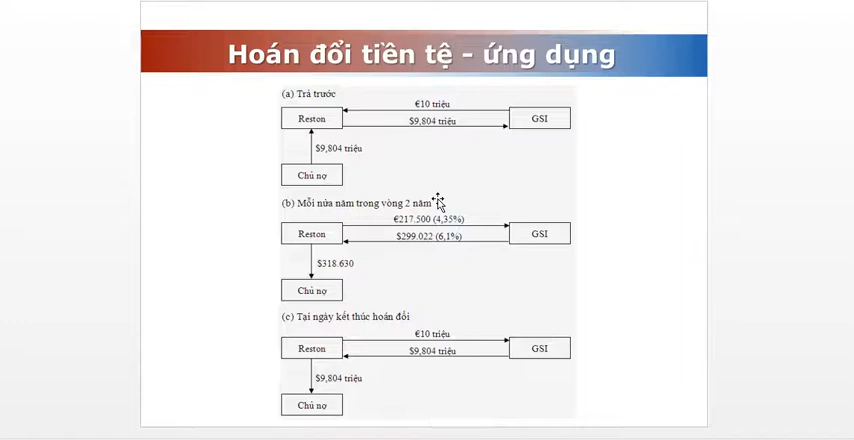 Hoán đổi tiền tệ - ứng dụng
(a) Trả trước
€10 triệu
Reston
GSI
$9,804 triệu
$9,804 triệu
Chủ nợ
(b) Mỗi nửa năm trong vòng 2 năm
€217.500 (4,35%)
Reston
GSI
$299.022 (6,1%)
$318.630
Chủ nợ
(c) Tại ngày kết thúc hoán đổi
€10 triệu
Reston
GSI
$9,804 triệu
$9,804 triệu
Chủ nợ